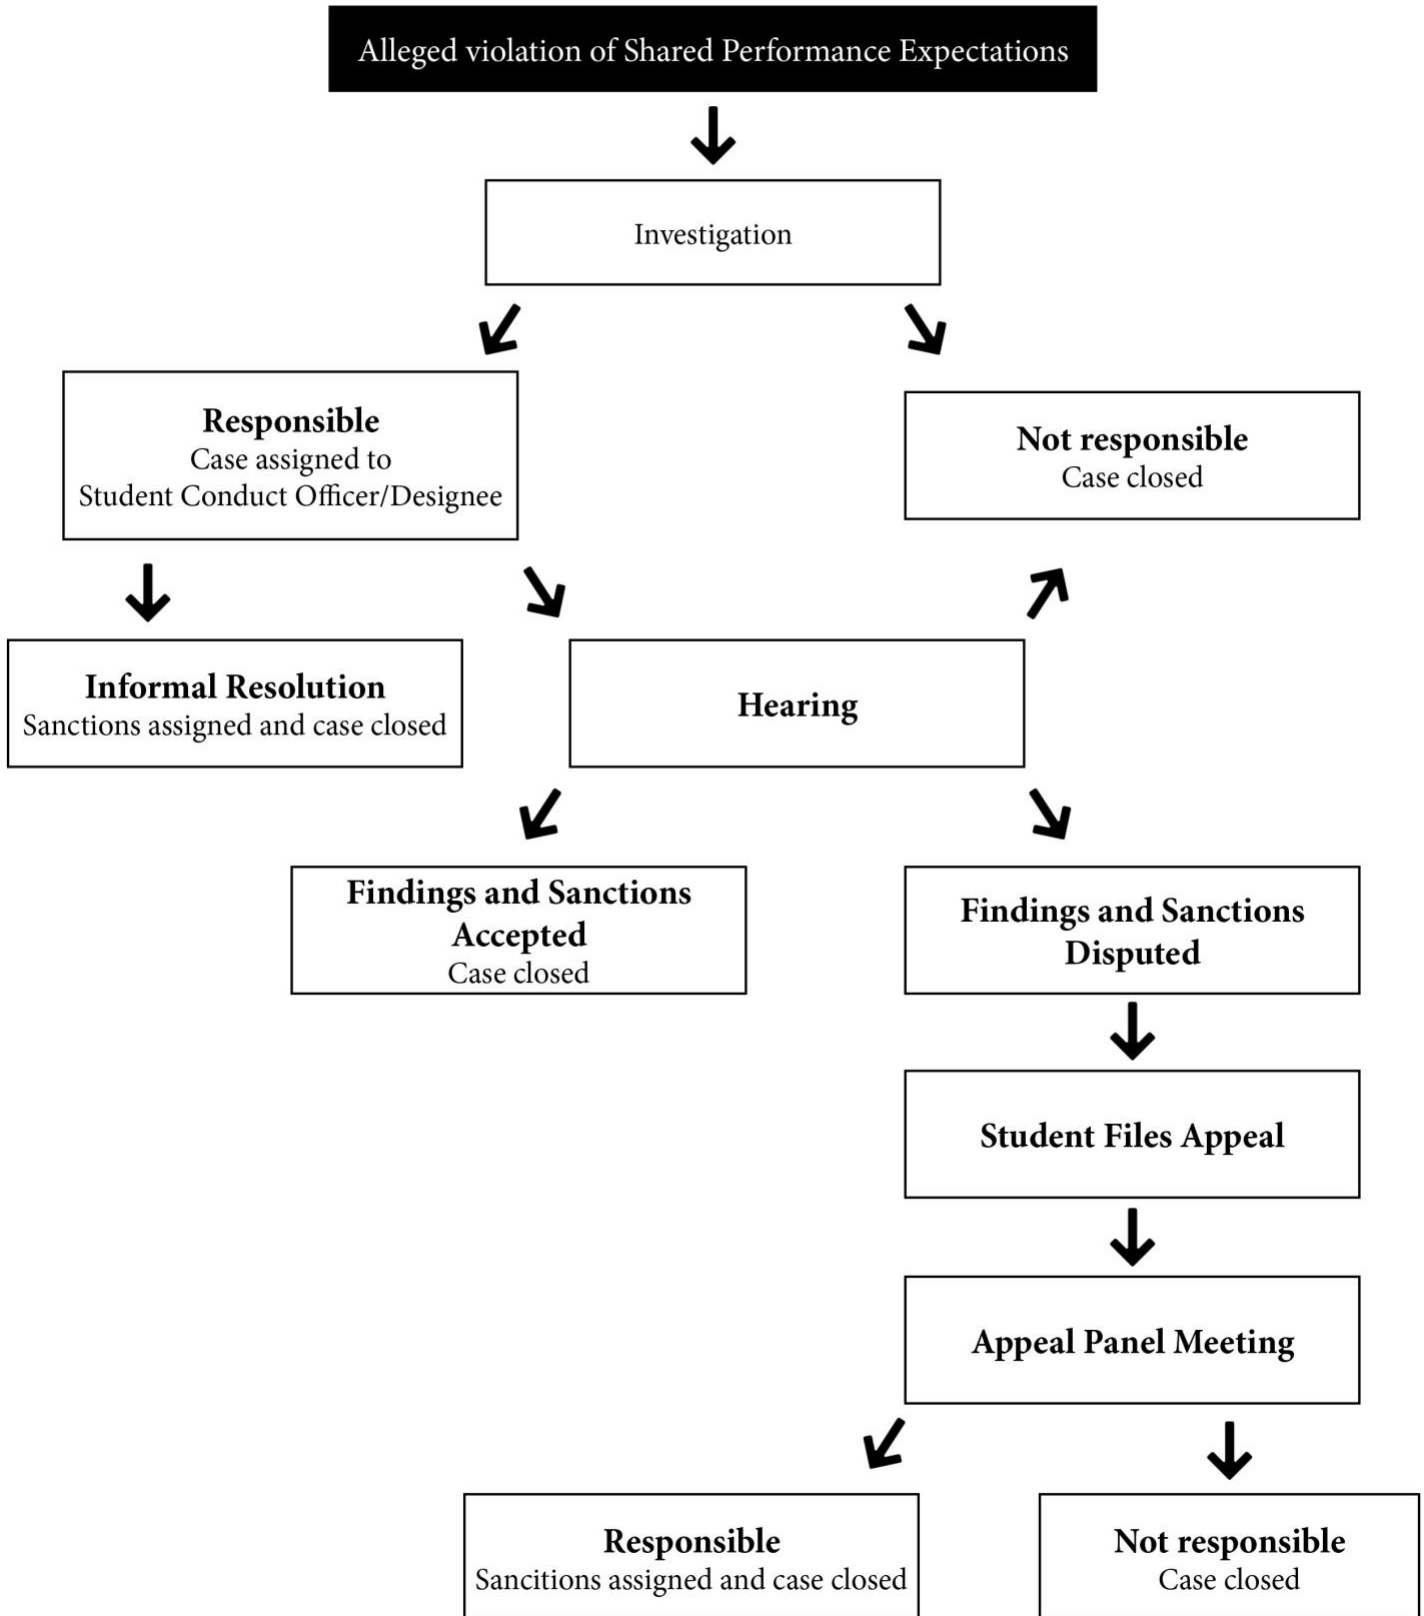 Alleged violation of Shared Performance Expectations
Investigation
Responsible
Case assigned to
Student Conduct Officer/Designee
Not responsible
Case closed
Informal Resolution
Sanctions assigned and case closed
Hearing
Findings and Sanctions
Accepted
Case closed
Findings and Sanctions
Disputed
Student Files Appeal
Appeal Panel Meeting
Responsible
Sancitions assigned and case closed
Not responsible
Case closed